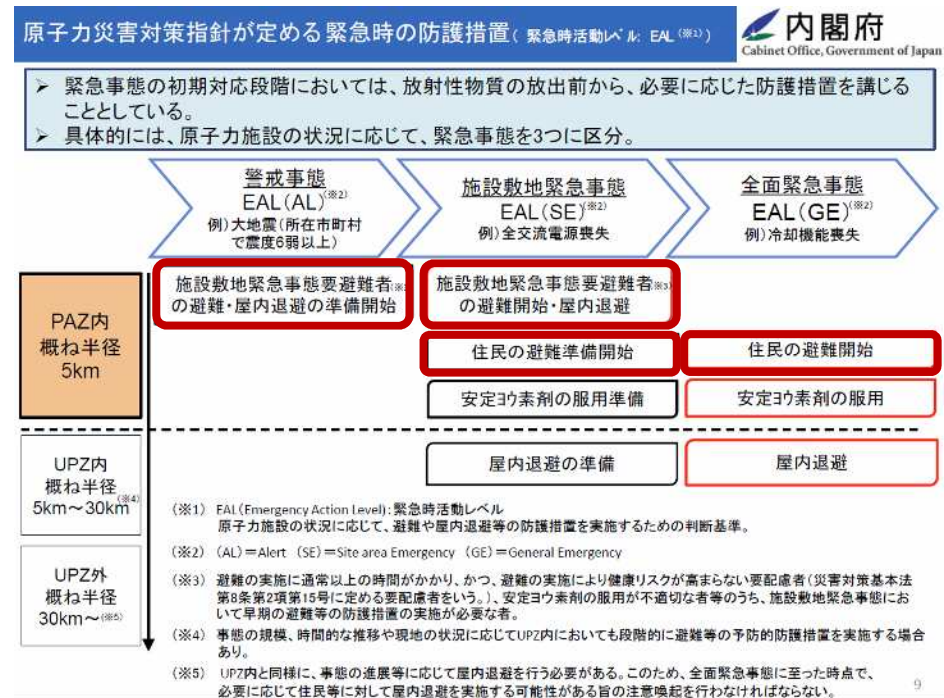 原子力災害対策指針が定める緊急時の防護措置( 緊急時活動レベル: EAL (※1) )
内閣府
Cabinet Office, Government of Japan
➢ 緊急事態の初期対応段階においては、放射性物質の放出前から、必要に応じた防護措置を講じる
こととしている。
➢ 具体的には、原子力施設の状況に応じて、緊急事態を3つに区分。
警戒事態
EAL(AL)(※2)
例)大地震(所在市町村
で震度6弱以上)
施設敷地緊急事態
EAL(SE)(※2)
例)全交流電源喪失
全面緊急事態
EAL(GE)(※2)
例)冷却機能喪失
PAZ内
概ね半径
5km
施設敷地緊急事態要避難者(※
の避難・屋内退避の準備開始
施設敷地緊急事態要避難者(※3)
の避難開始・屋内退避
住民の避難準備開始
住民の避難開始
安定ヨウ素剤の服用準備
安定ヨウ素剤の服用
UPZ内
概ね半径
5km~30km(※4)
屋内退避の準備
屋内退避
UPZ外
概ね半径
30km~(※5)
(※1) EAL(Emergency Action Level):緊急時活動レベル
原子力施設の状況に応じて、避難や屋内退避等の防護措置を実施するための判断基準。
(※2) (AL)=Alert (SE)=Site area Emergency (GE)=General Emergency
(※3) 避難の実施に通常以上の時間がかかり、かつ、避難の実施により健康リスクが高まらない要配慮者(災害対策基本法
第8条第2項第15号に定める要配慮者をいう。)、安定ヨウ素剤の服用が不適切な者等のうち、施設敷地緊急事態にお
いて早期の避難等の防護措置の実施が必要な者。
(※4) 事態の規模、時間的な推移や現地の状況に応じてUPZ内においても段階的に避難等の予防的防護措置を実施する場合
あり。
(※5) UPZ内と同様に、事態の進展等に応じて屋内退避を行う必要がある。このため、全面緊急事態に至った時点で、
必要に応じて住民等に対して屋内退避を実施する可能性がある旨の注意喚起を行わなければならない。
9